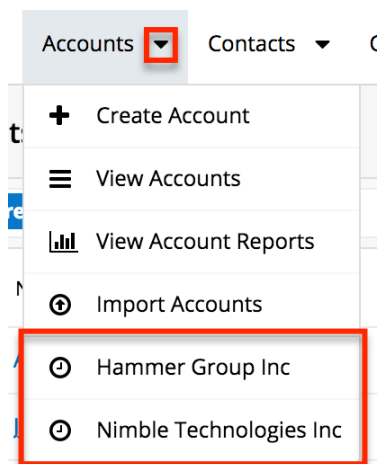 Accounts Contacts
Create Account
View Accounts
View Account Reports
Import Accounts
Hammer Group Inc
Nimble Technologies Inc